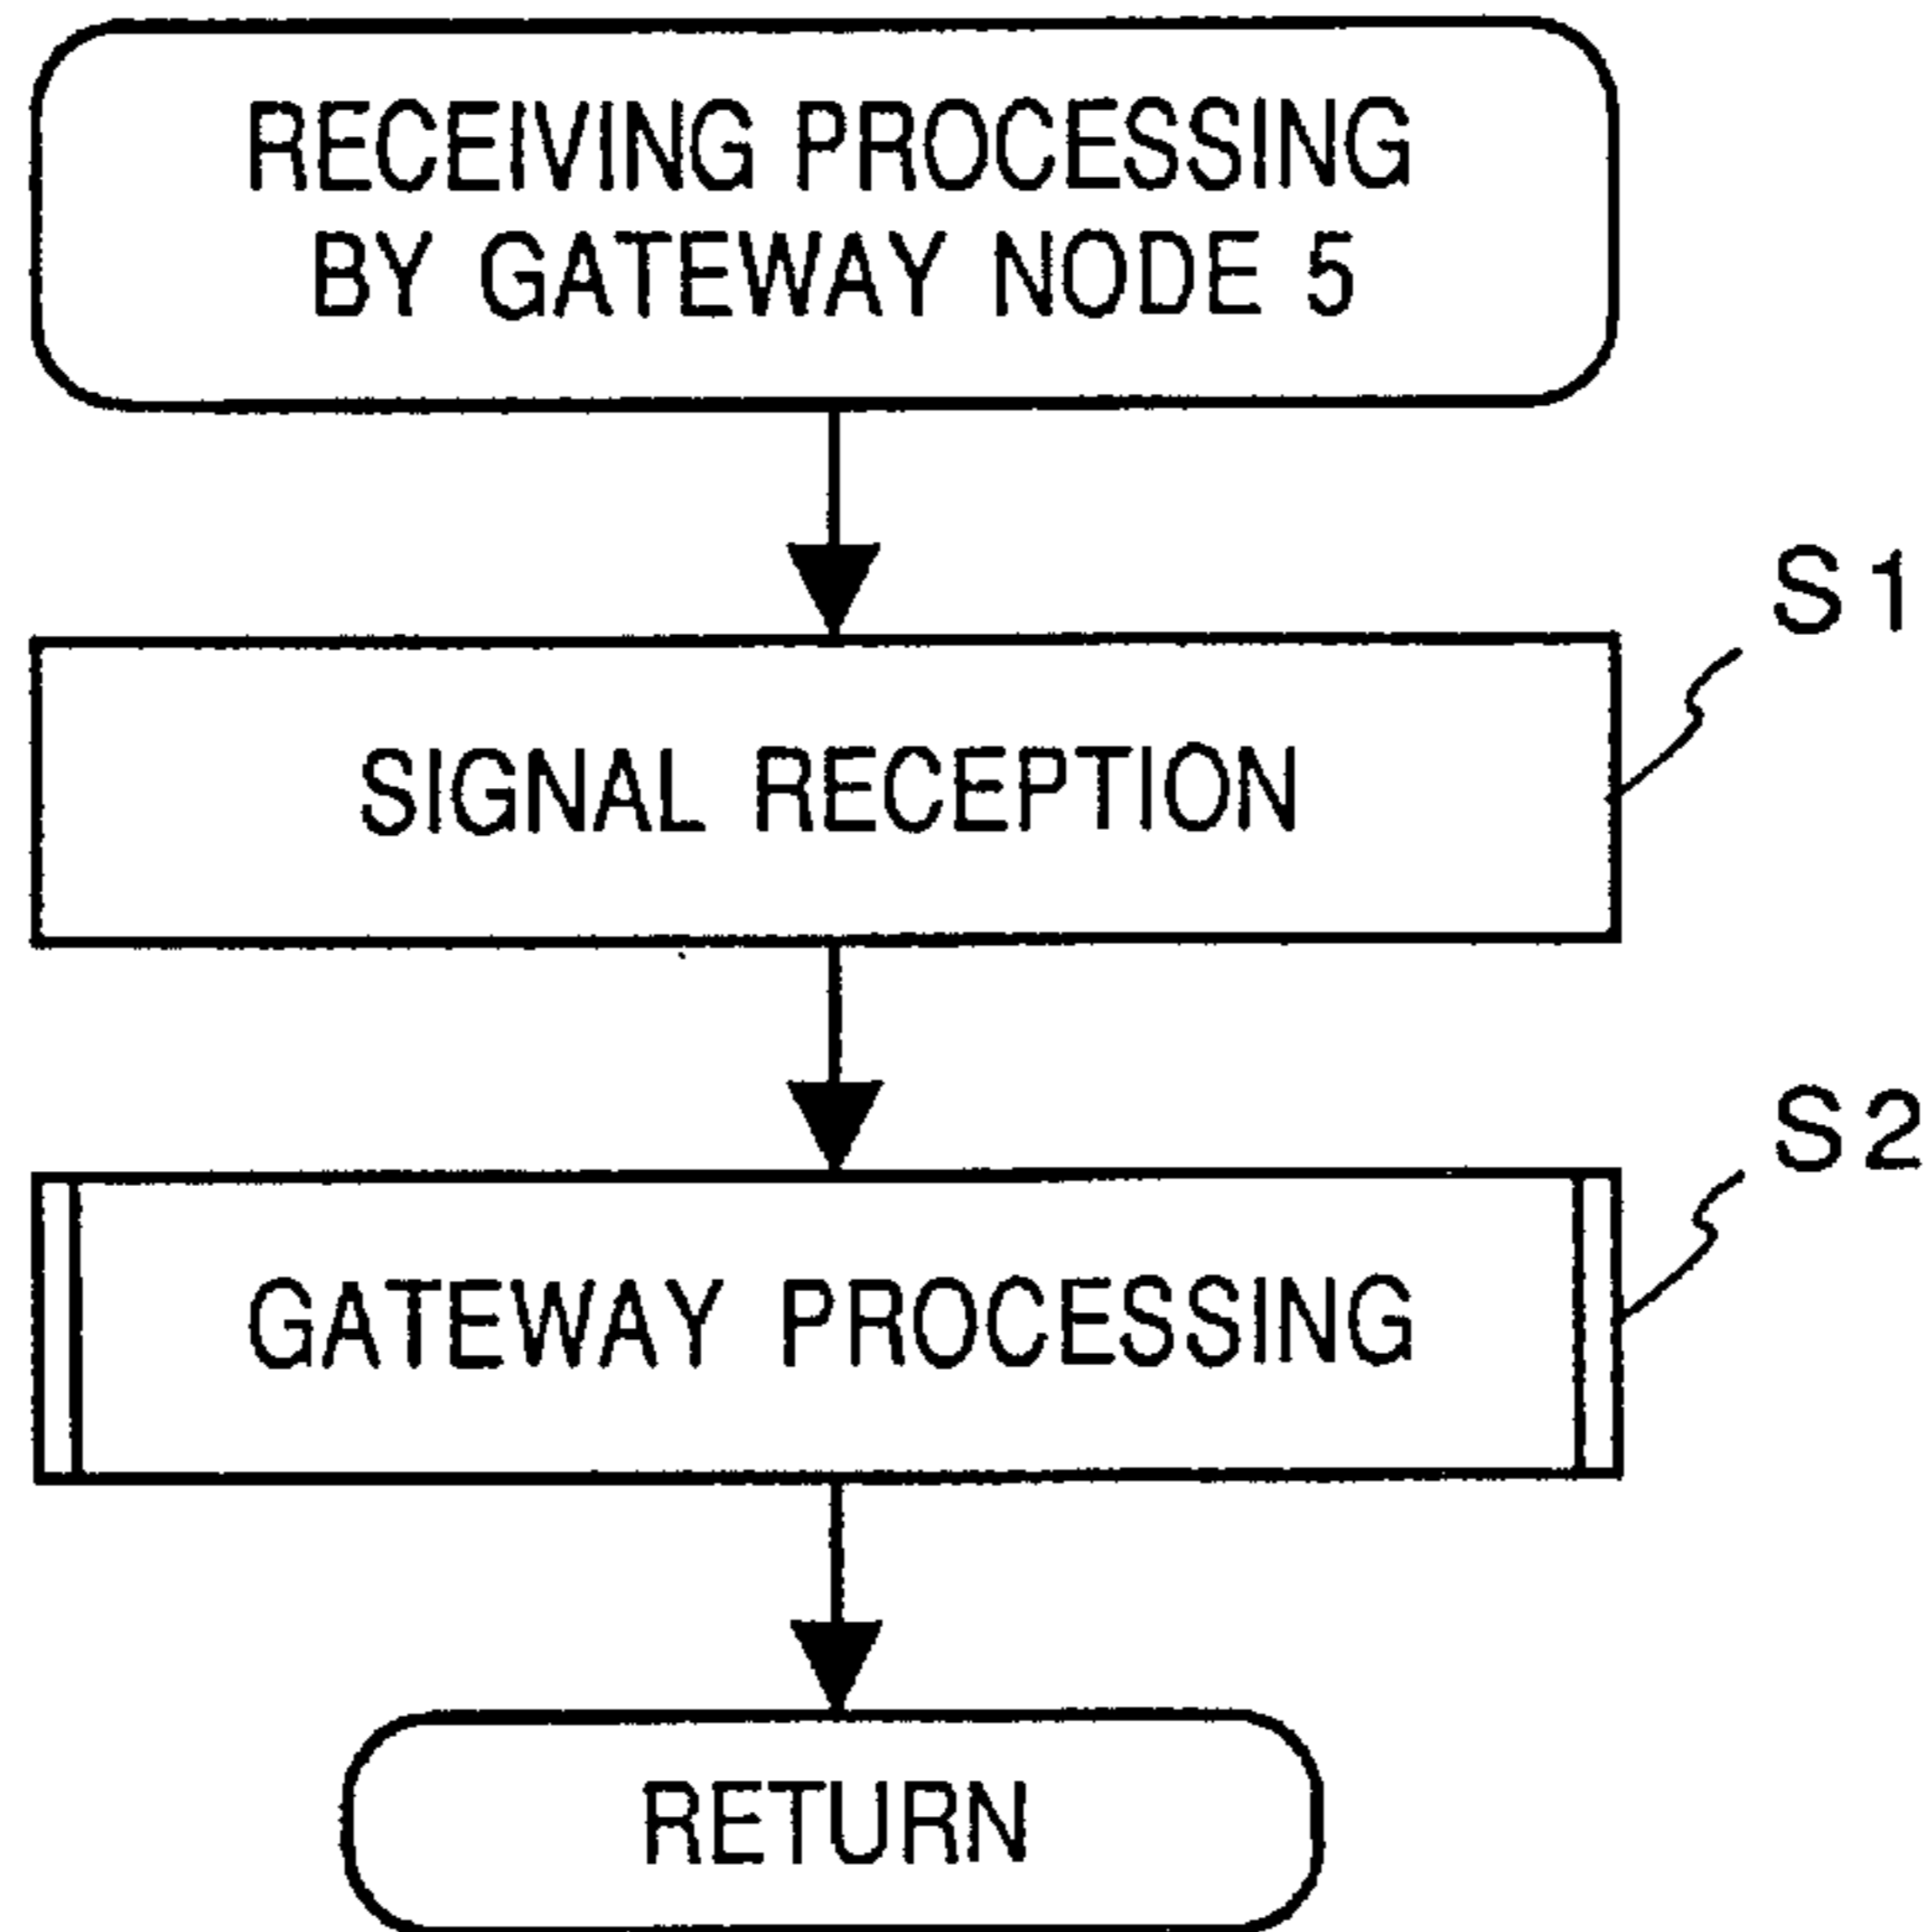 RECEIVING PROCESSING
BY GATEWAY NODE 5
S1
SIGNAL RECEPTION
S2
GATEWAY PROCESSING
RETURN